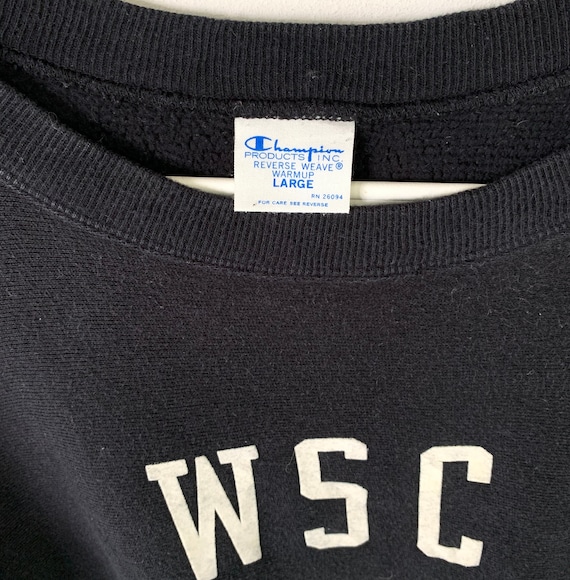 Champion
PRODUCTS INC.
REVERSE WEAVE®
WARMUP
LARGE
RN 26094
FOR CARE SEE REVERSE
WSC